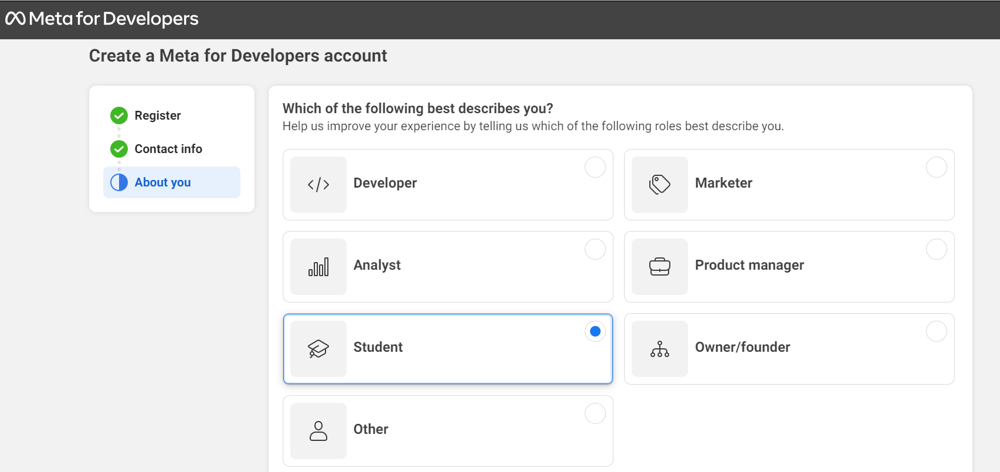 Meta for Developers
Create a Meta for Developers account
Register
Contact info
About you
Which of the following best describes you?
Help us improve your experience by telling us which of the following roles best describe you.
Developer
Marketer
Analyst
Product manager
Student
Owner/founder
Other